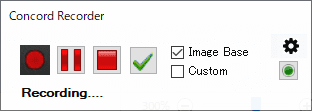 Concord Recorder
Image Base
Custom
Recording....